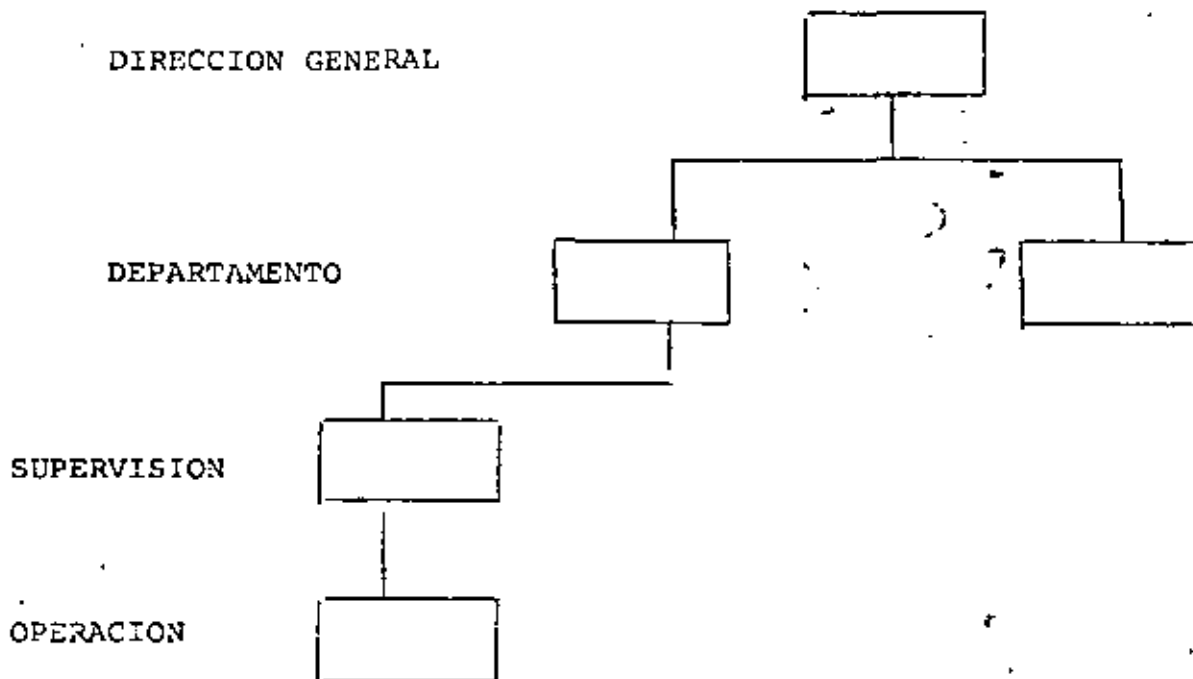 DIRECCION GENERAL
DEPARTAMENTO
SUPERVISION
OPERACION